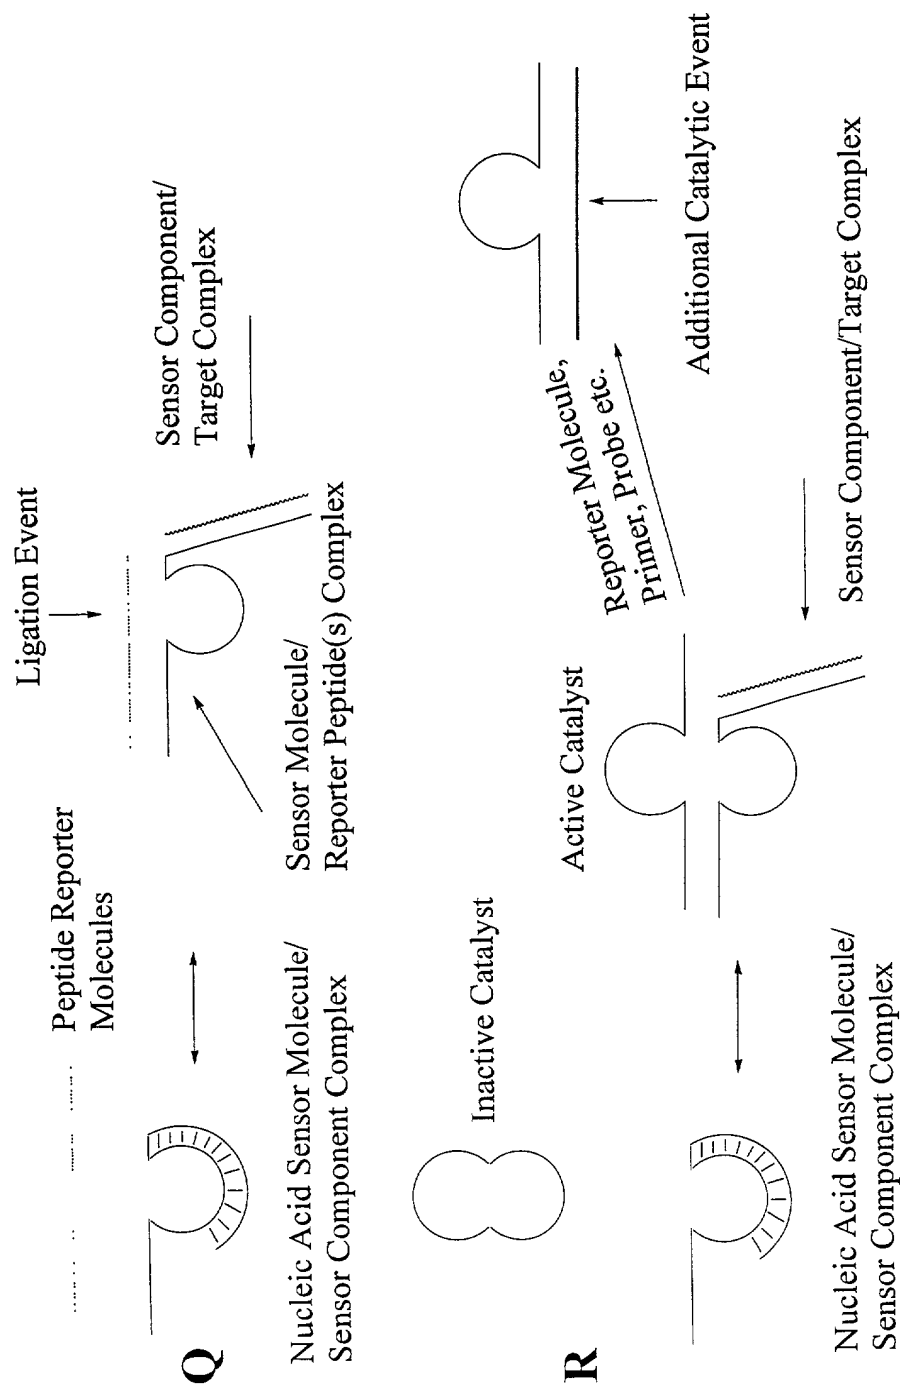 Q
Peptide Reporter
Molecules
Nucleic Acid Sensor Molecule/
Sensor Component Complex
Ligation Event
Sensor Molecule/
Reporter Peptide(s) Complex
Sensor Component/
Target Complex
R
Inactive Catalyst
Nucleic Acid Sensor Molecule/
Sensor Component Complex
Active Catalyst
Reporter Molecule,
Primer, Probe etc.
Sensor Component/Target Complex
Additional Catalytic Event